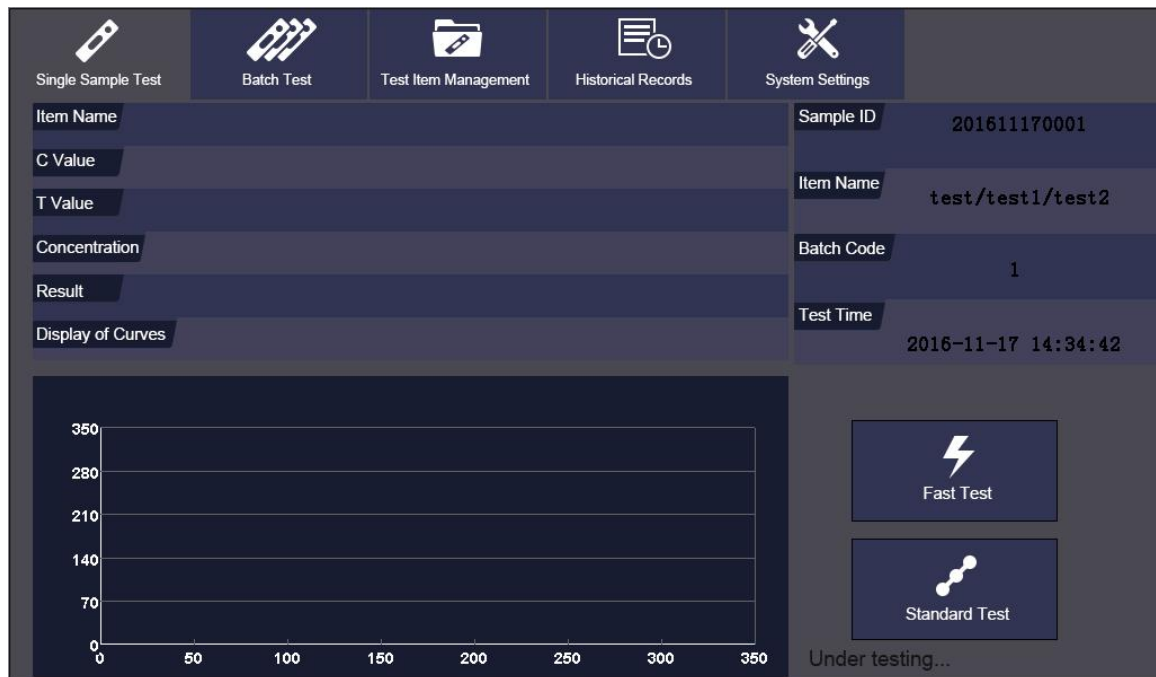 Single Sample Test
Batch Test
Test Item Management
Historical Records
System Settings
Item Name
C Value
T Value
Concentration
Result
Display of Curves
Sample ID
201611170001
Item Name
test/test1/test2
Batch Code
1
Test Time
2016-11-17 14:34:42
350
280
210
140
70
0
0 50 100 150 200 250 300 350
Fast Test
Standard Test
Under testing...